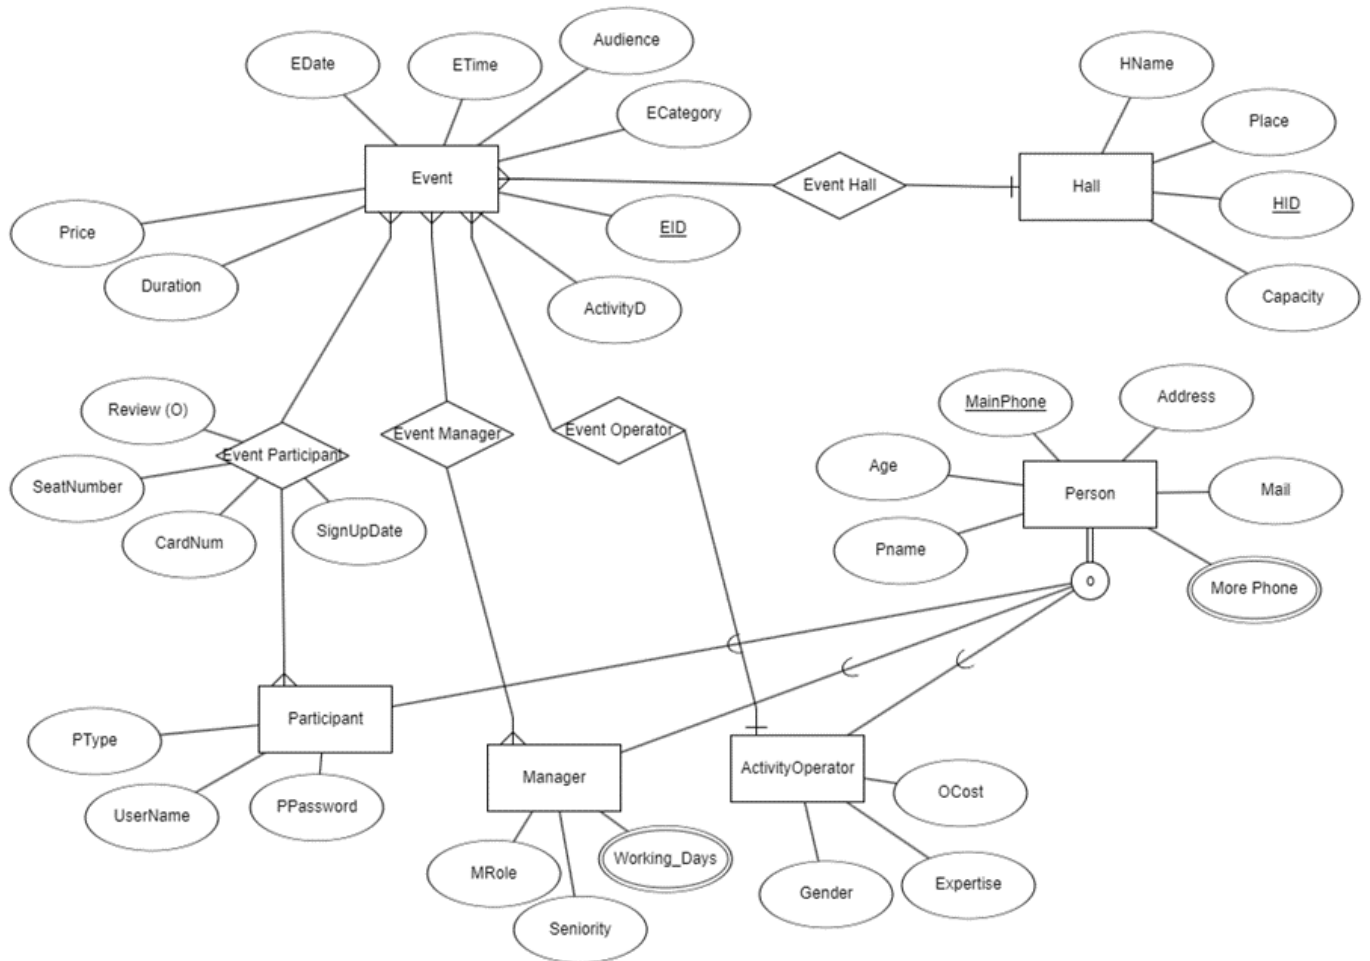 Audience
EDate
ETime
HName
ECategory
Place
Event
Event Hall
Hall
HID
EID
Price
Duration
Capacity
ActivityD
MainPhone
Address
Review (O)
Event Manager
Event Operator
Event Participant
Age
SeatNumber
Person
Mail
SignUpDate
CardNum
Pname
o
More Phone
Participant
PType
ActivityOperator
Manager
OCost
PPassword
UserName
Working_Days
MRole
Expertise
Gender
Seniority